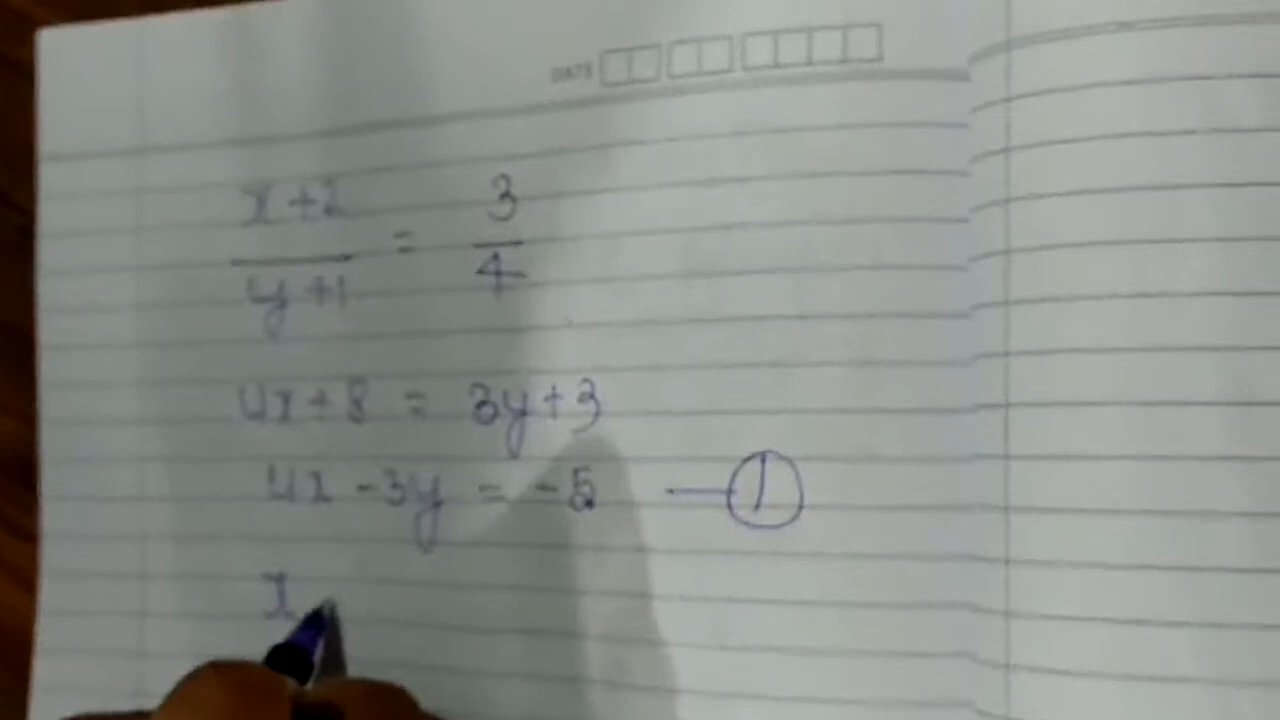 DATE
x+2 / y+1 = 3 / 4
4x+8 = 3y+3
4x-3y = -5 —①
x